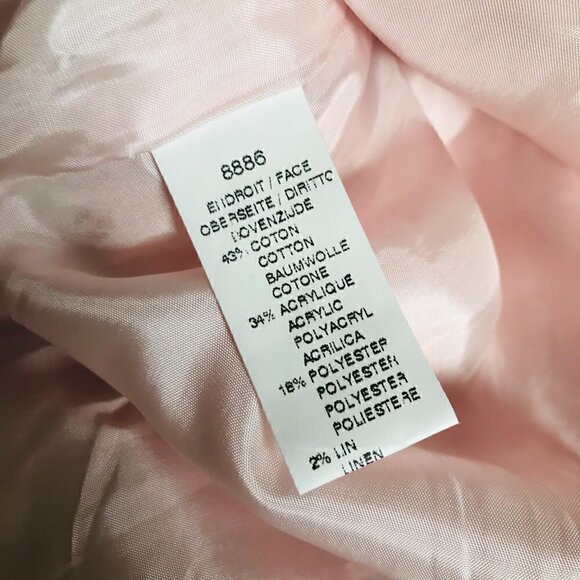 8886
ENDROIT / FACE
OBERSEITE / DIRITTO
BOVENZIJDE
43% COTON
COTTON
BAUMWOLLE
COTONE
34% ACRYLIQUE
ACRYLIC
POLYACRYL
ACRILICA
18% POLYESTER
POLYESTER
POLYESTER
POLIESTERE
2% LIN
LINEN